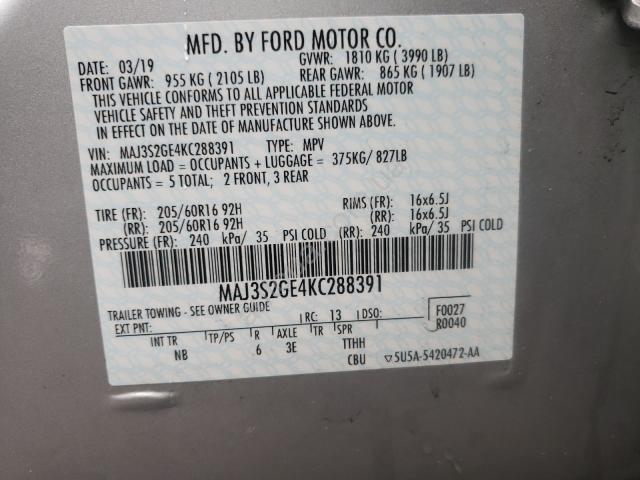 MFD. BY FORD MOTOR CO.
DATE: 03/19 GVWR: 1810 KG ( 3990 LB)
FRONT GAWR: 955 KG ( 2105 LB) REAR GAWR: 865 KG ( 1907 LB)
THIS VEHICLE CONFORMS TO ALL APPLICABLE FEDERAL MOTOR
VEHICLE SAFETY AND THEFT PREVENTION STANDARDS
IN EFFECT ON THE DATE OF MANUFACTURE SHOWN ABOVE.
VIN: MAJ3S2GE4KC288391 TYPE: MPV
MAXIMUM LOAD = OCCUPANTS + LUGGAGE = 375KG/ 827LB
OCCUPANTS = 5 TOTAL; 2 FRONT, 3 REAR
TIRE (FR): 205/60R16 92H RIMS (FR): 16x6.5J
(RR): 205/60R16 92H (RR): 16x6.5J
PRESSURE (FR): 240 kPa/ 35 PSI COLD (RR): 240 kPa/ 35 PSI COLD
MAJ3S2GE4KC288391
TRAILER TOWING - SEE OWNER GUIDE
EXT PNT: RC: 13 DSO: F0027
R0040
INT TR TP/PS R AXLE TR SPR
NB 6 3E TTHH
CBU 5U5A-5420472-AA